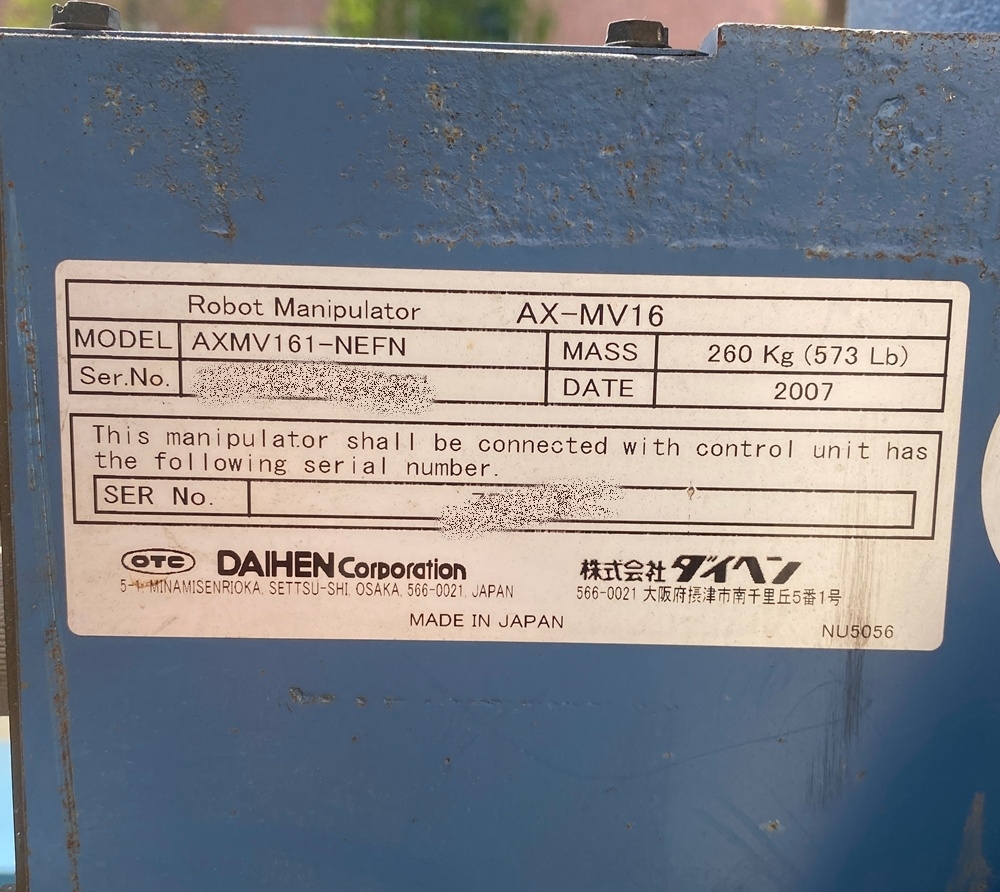 Robot Manipulator AX-MV16
MODEL AXMV161-NEFN MASS 260 Kg (573 Lb)
Ser.No. DATE 2007
This manipulator shall be connected with control unit has
the following serial number.
SER No.
OTC DAIHEN Corporation 株式会社ダイヘン
5-1 MINAMISENRIOKA, SETTSU-SHI, OSAKA, 566-0021, JAPAN 566-0021 大阪府摂津市南千里丘5番1号
MADE IN JAPAN
NU5056